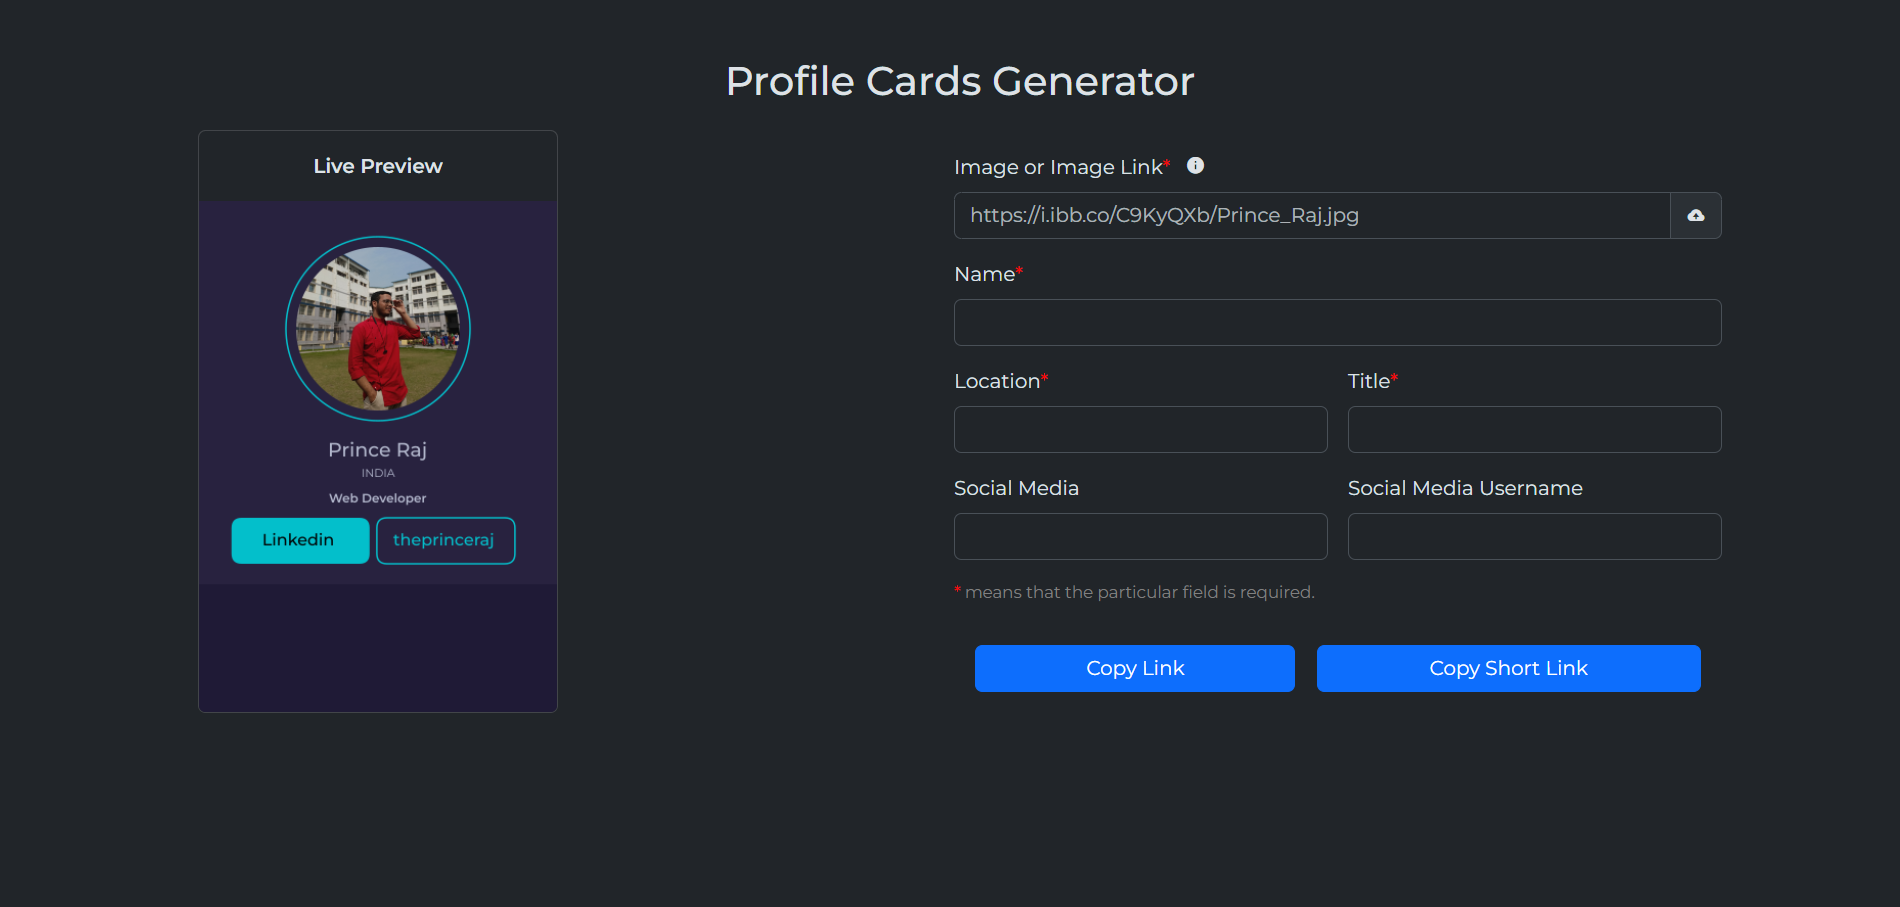 Profile Cards Generator
Live Preview
Prince Raj
INDIA
Web Developer
Linkedin
theprinceraj
Image or Image Link*
https://i.ibb.co/C9KyQXb/Prince_Raj.jpg
Name*
Location*
Title*
Social Media
Social Media Username
* means that the particular field is required.
Copy Link
Copy Short Link